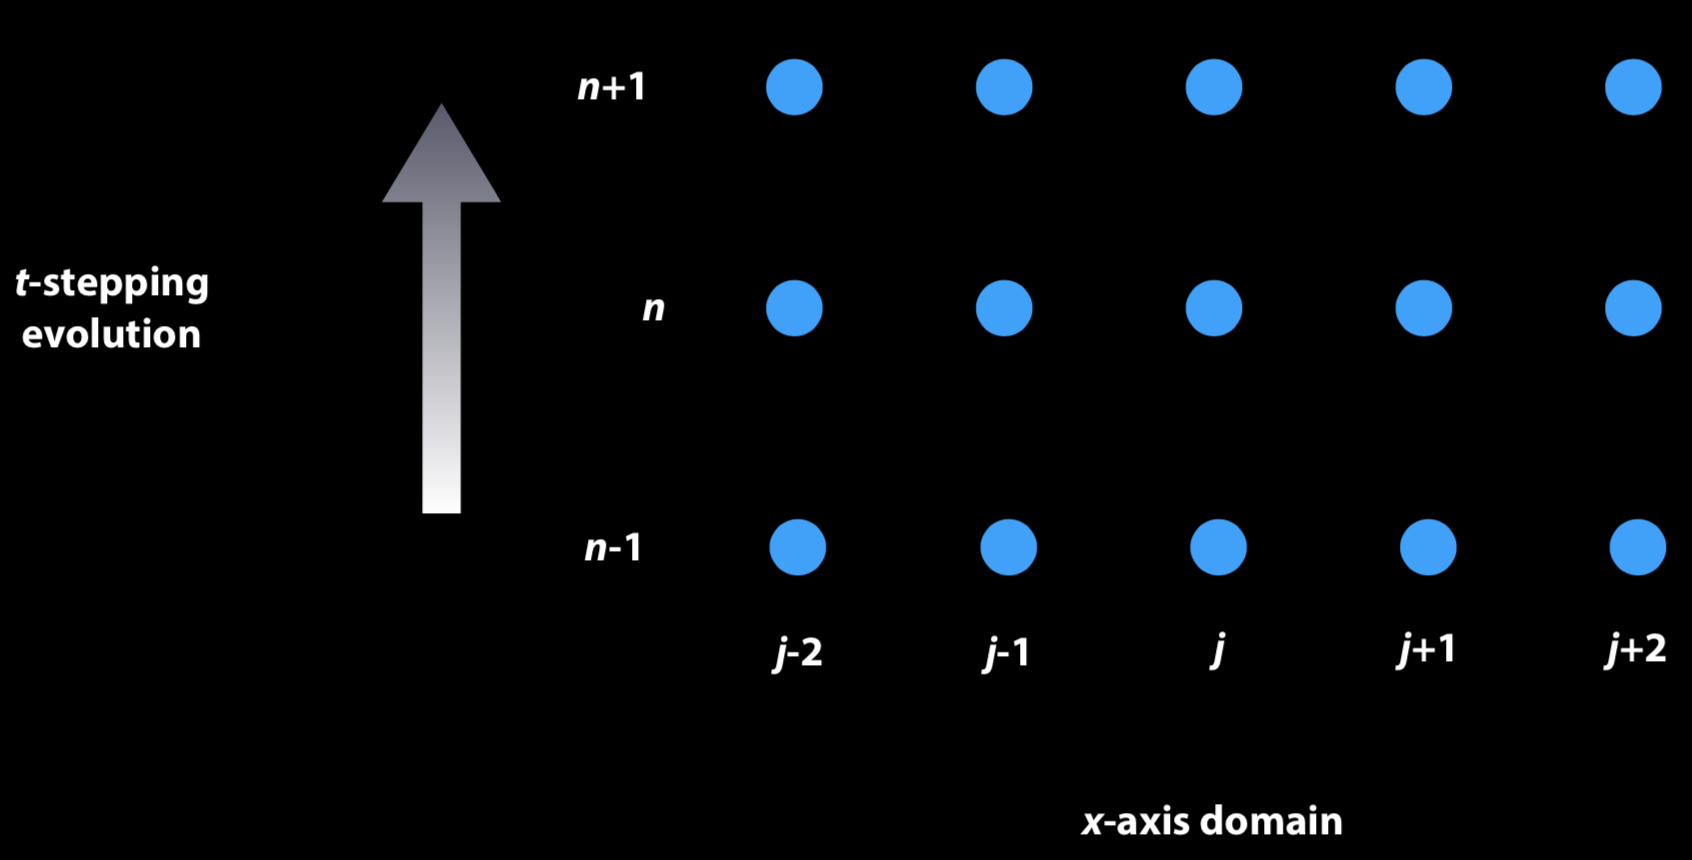 n+1
t-stepping
evolution
n
n-1
j-2 j-1 j j+1 j+2
x-axis domain